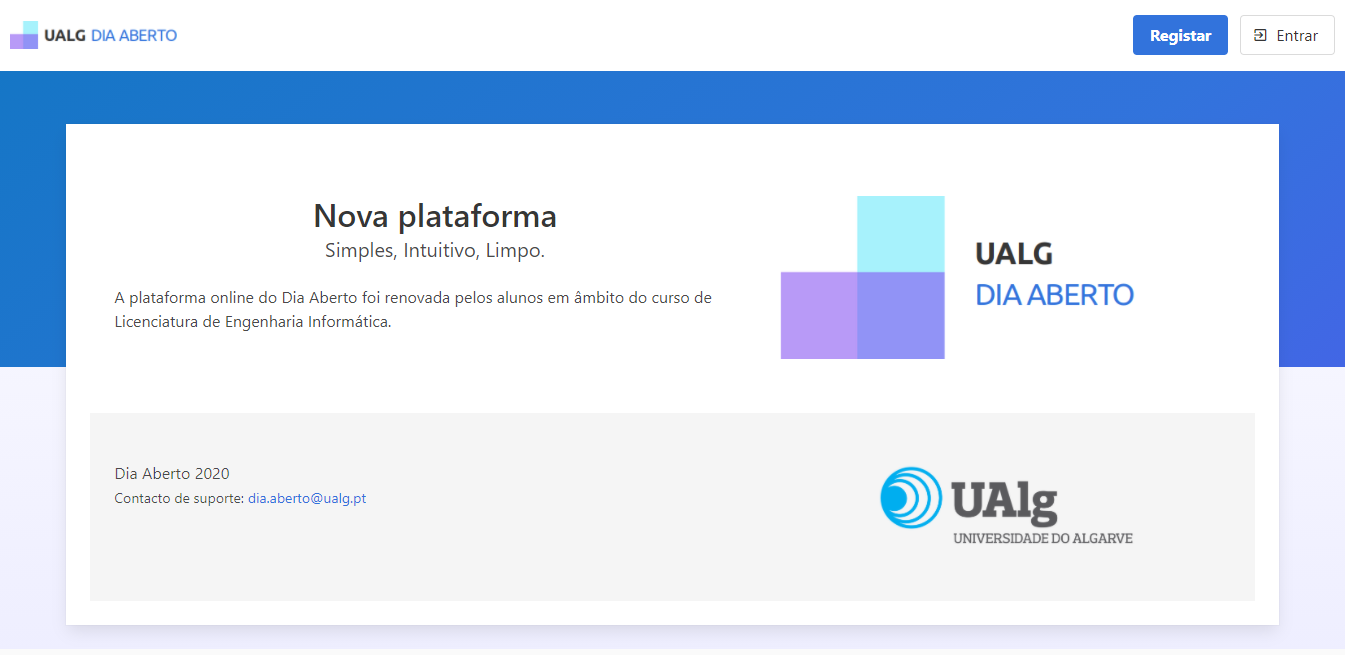 UALG DIA ABERTO
Registar
Entrar
Nova plataforma
Simples, Intuitivo, Limpo.
A plataforma online do Dia Aberto foi renovada pelos alunos em âmbito do curso de
Licenciatura de Engenharia Informática.
UALG
DIA ABERTO
Dia Aberto 2020
Contacto de suporte: dia.aberto@ualg.pt
UAlg
UNIVERSIDADE DO ALGARVE